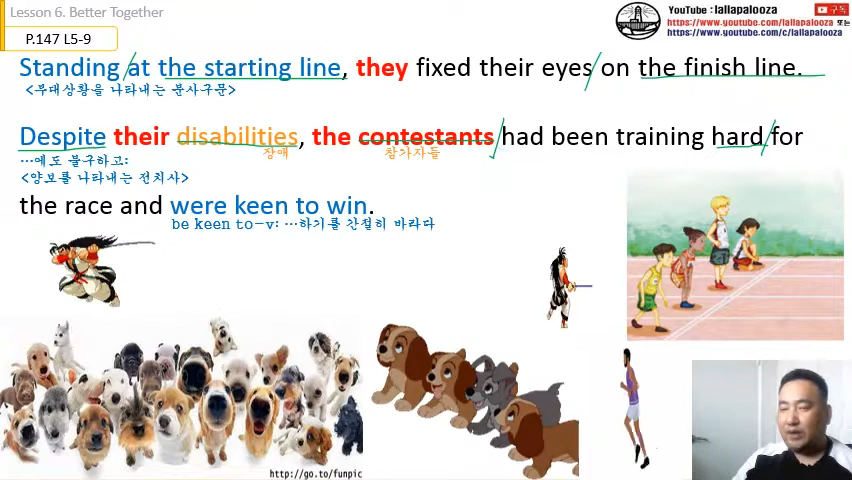 Lesson 6. Better Together
YouTube : lallapalooza
구독
https://www.youtube.com/lallapalooza 또는
https://www.youtube.com/c/lallapalooza
P.147 L5-9
Standing at the starting line, they fixed their eyes on the finish line.
<부대상황을 나타내는 분사구문>
Despite their disabilities, the contestants had been training hard for
…에도 불구하고: 장애 참가자들
<양보를 나타내는 전치사>
the race and were keen to win.
be keen to-v: …하기를 간절히 바라다
http://go.to/funpic